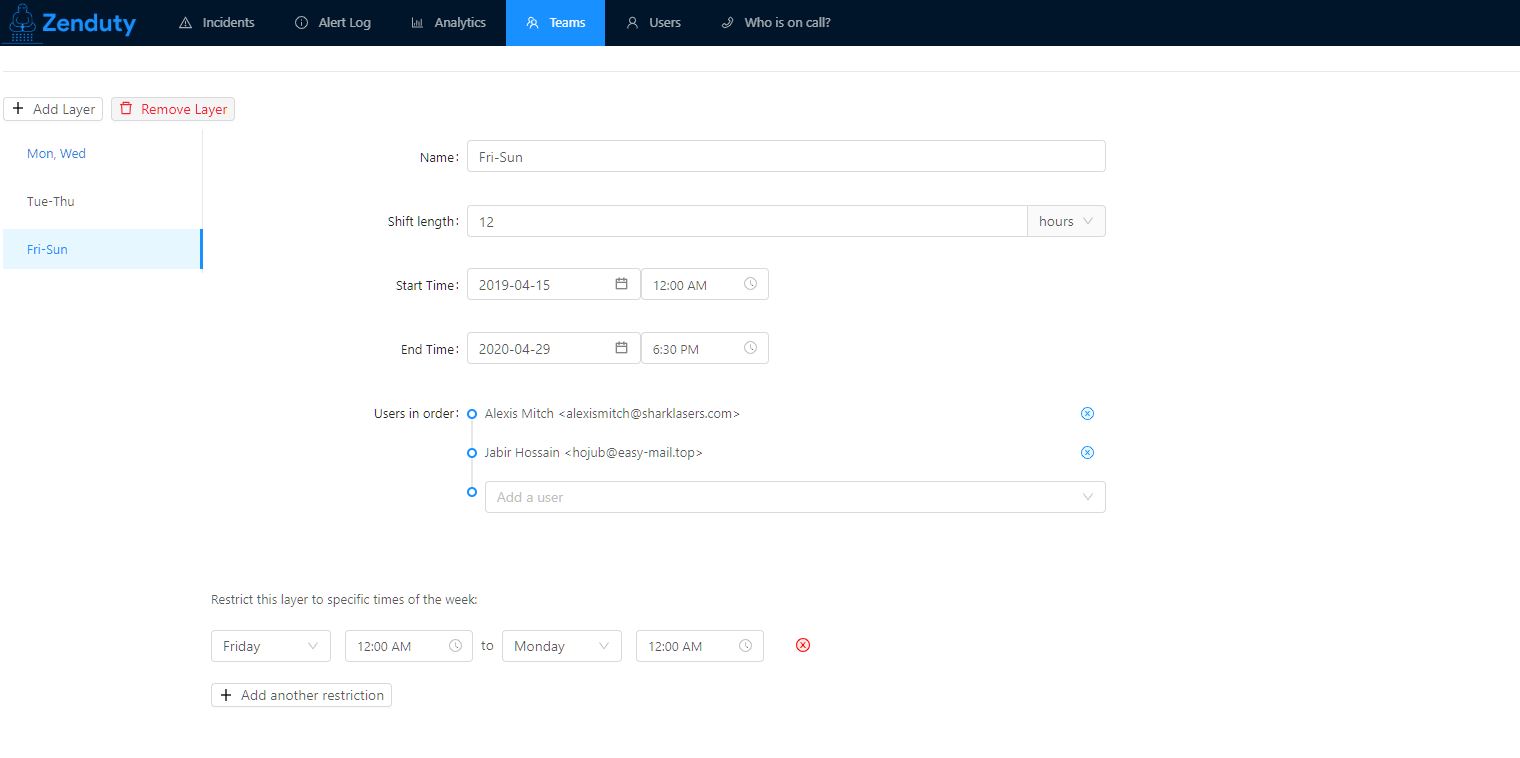 Zenduty Incidents Alert Log Analytics Teams Users Who is on call?
+ Add Layer Remove Layer
Mon, Wed
Tue-Thu
Fri-Sun
Name: Fri-Sun
Shift length: 12 hours
Start Time: 2019-04-15 12:00 AM
End Time: 2020-04-29 6:30 PM
Users in order: Alexis Mitch <alexismitch@sharklasers.com>
Jabir Hossain <hojub@easy-mail.top>
Add a user
Restrict this layer to specific times of the week:
Friday 12:00 AM to Monday 12:00 AM
+ Add another restriction